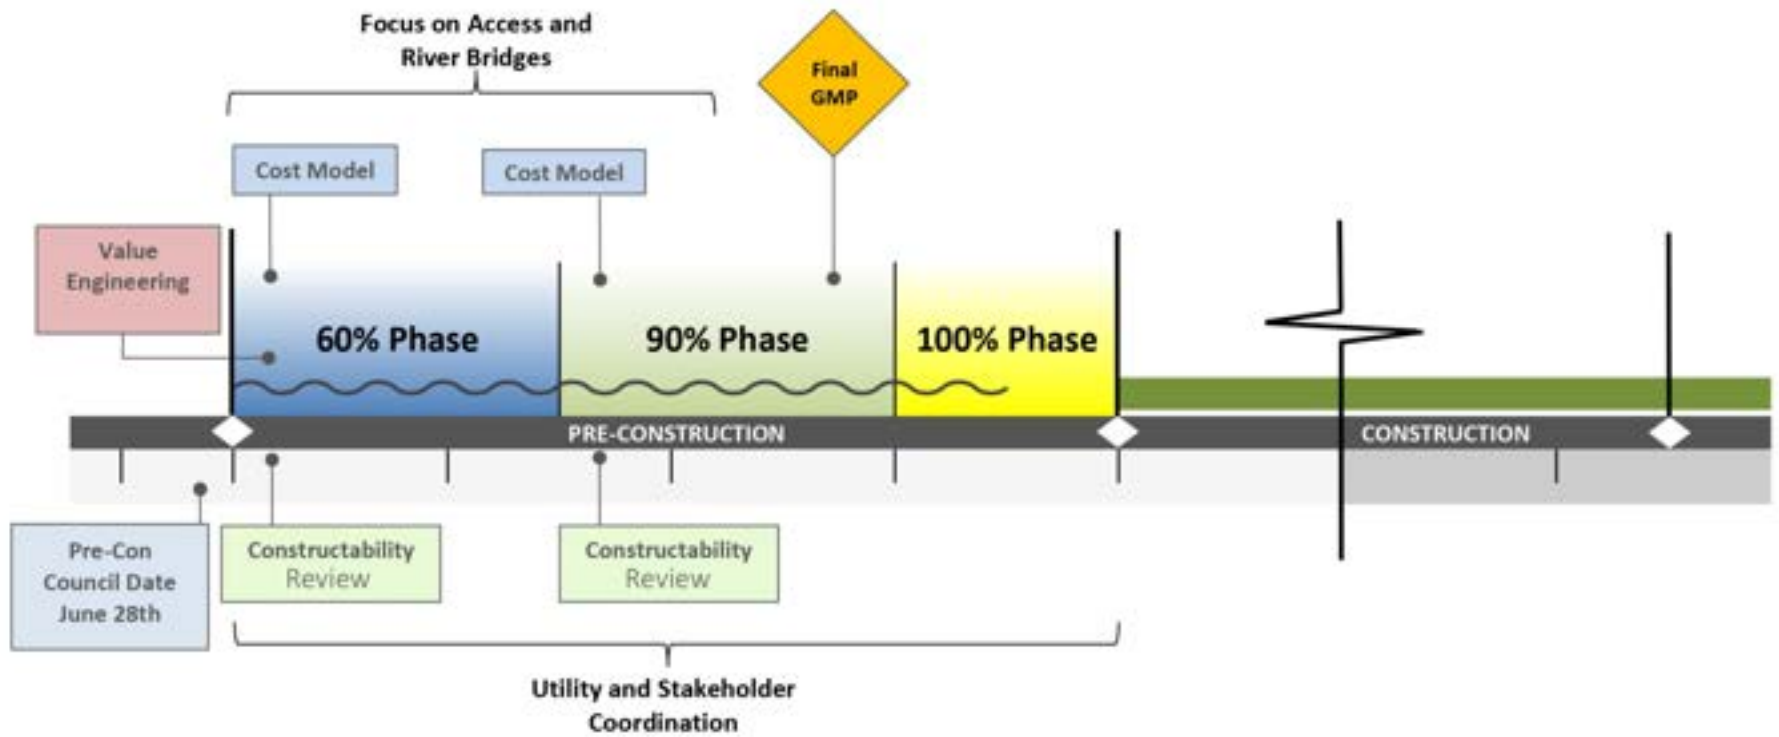 Focus on Access and
River Bridges
Final
GMP
Cost Model
Cost Model
Value
Engineering
60% Phase
90% Phase
100% Phase
PRE-CONSTRUCTION
CONSTRUCTION
Pre-Con
Council Date
June 28th
Constructability
Review
Constructability
Review
Utility and Stakeholder
Coordination